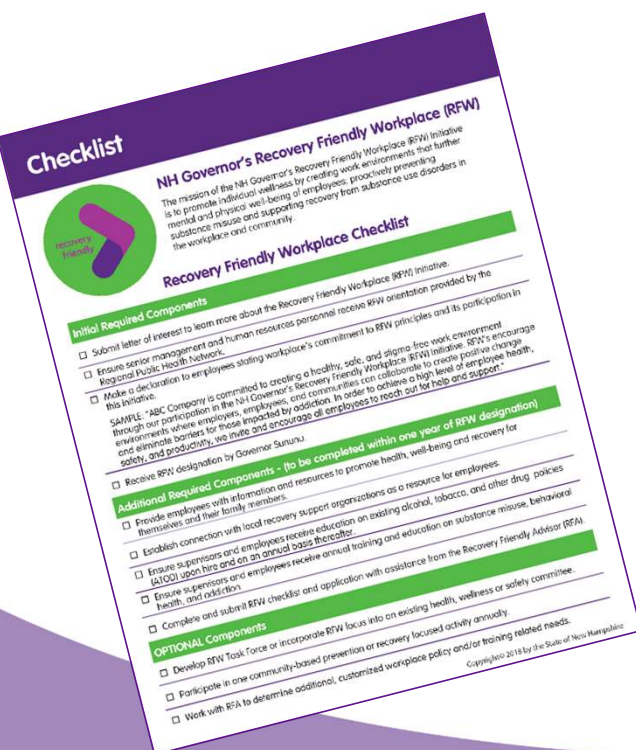 Checklist
recovery
friendly
NH Governor's Recovery Friendly Workplace (RFW)
The mission of the NH Governor's Recovery Friendly Workplace (RFW) Initiative
is to promote individual wellness by creating work environments that further
mental and physical well-being of employees; proactively preventing
substance misuse and supporting recovery from substance use disorders in
the workplace and community.
Recovery Friendly Workplace Checklist
Initial Required Components
Submit letter of interest to learn more about the Recovery Friendly Workplace (RFW) Initiative.
Ensure senior management and human resources personnel receive RFW orientation provided by the
Regional Public Health Network.
Make a declaration to employees stating workplace's commitment to RFW principles and its participation in
this initiative.
SAMPLE: "ABC Company is committed to creating a healthy, safe, and stigma-free work environment
through our participation in the NH Governor's Recovery Friendly Workplace (RFW) Initiative. RFW's encourage
environments where employers, employees, and communities can collaborate to create positive change
and eliminate barriers for those impacted by addiction. In order to achieve a high level of employee health,
safety, and productivity, we invite and encourage all employees to reach out for help and support."
Receive RFW designation by Governor Sununu.
Additional Required Components - (to be completed within one year of RFW designation)
Provide employees with information and resources to promote health, well-being and recovery for
themselves and their family members.
Establish connection with local recovery support organizations as a resource for employees.
Ensure supervisors and employees receive education on existing alcohol, tobacco, and other drug policies
(ATOD) upon hire and on an annual basis thereafter.
Ensure supervisors and employees receive annual training and education on substance misuse, behavioral
health, and addiction
Complete and submit RFW checklist and application with assistance from the Recovery Friendly Advisor (RFA).
OPTIONAL Components
Develop RFW Task Force or incorporate RFW focus into an existing health, wellness or safety committee.
Participate in one community-based prevention or recovery focused activity annually.
Work with RFA to determine additional, customized workplace policy and/or training related needs.
Copyright© 2018 by the State of New Hampshire